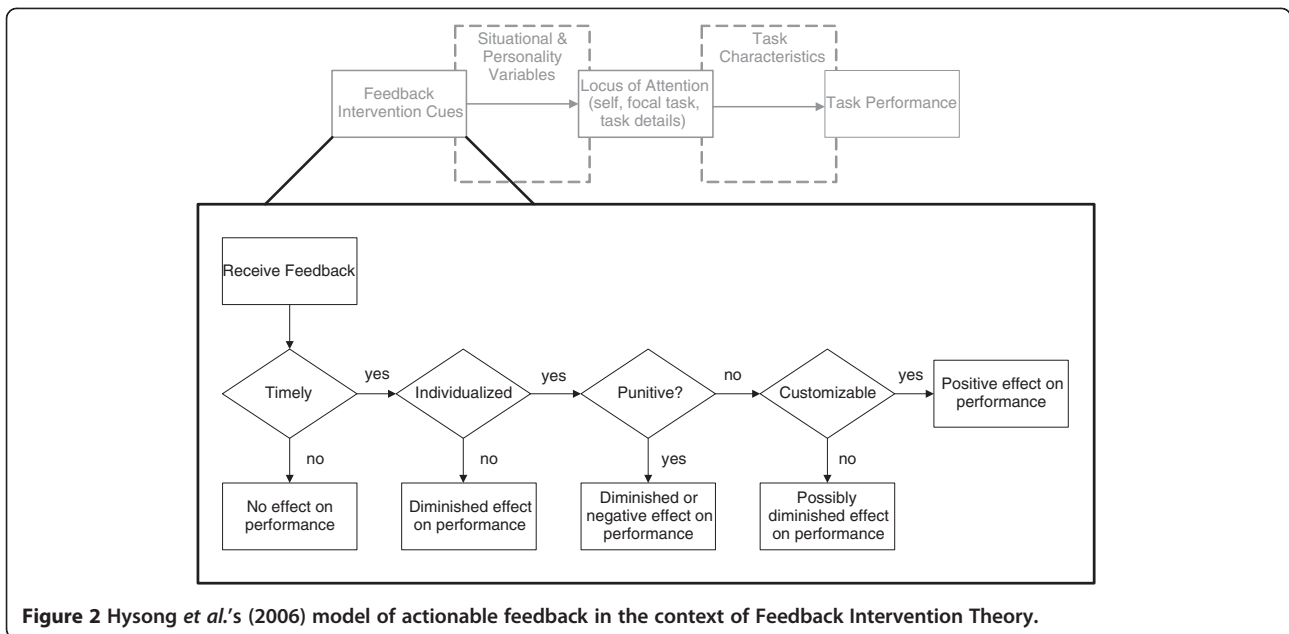 Situational &
Personality
Variables
Task
Characteristics
Feedback
Intervention Cues
Locus of Attention
(self, focal task,
task details)
Task Performance
Receive Feedback
Timely
yes
Individualized
yes
Punitive?
no
Customizable
yes
Positive effect on
performance
no
no
yes
no
No effect on
performance
Diminished effect
on performance
Diminished or
negative effect on
performance
Possibly
diminished effect
on performance
Figure 2 Hysong et al.'s (2006) model of actionable feedback in the context of Feedback Intervention Theory.